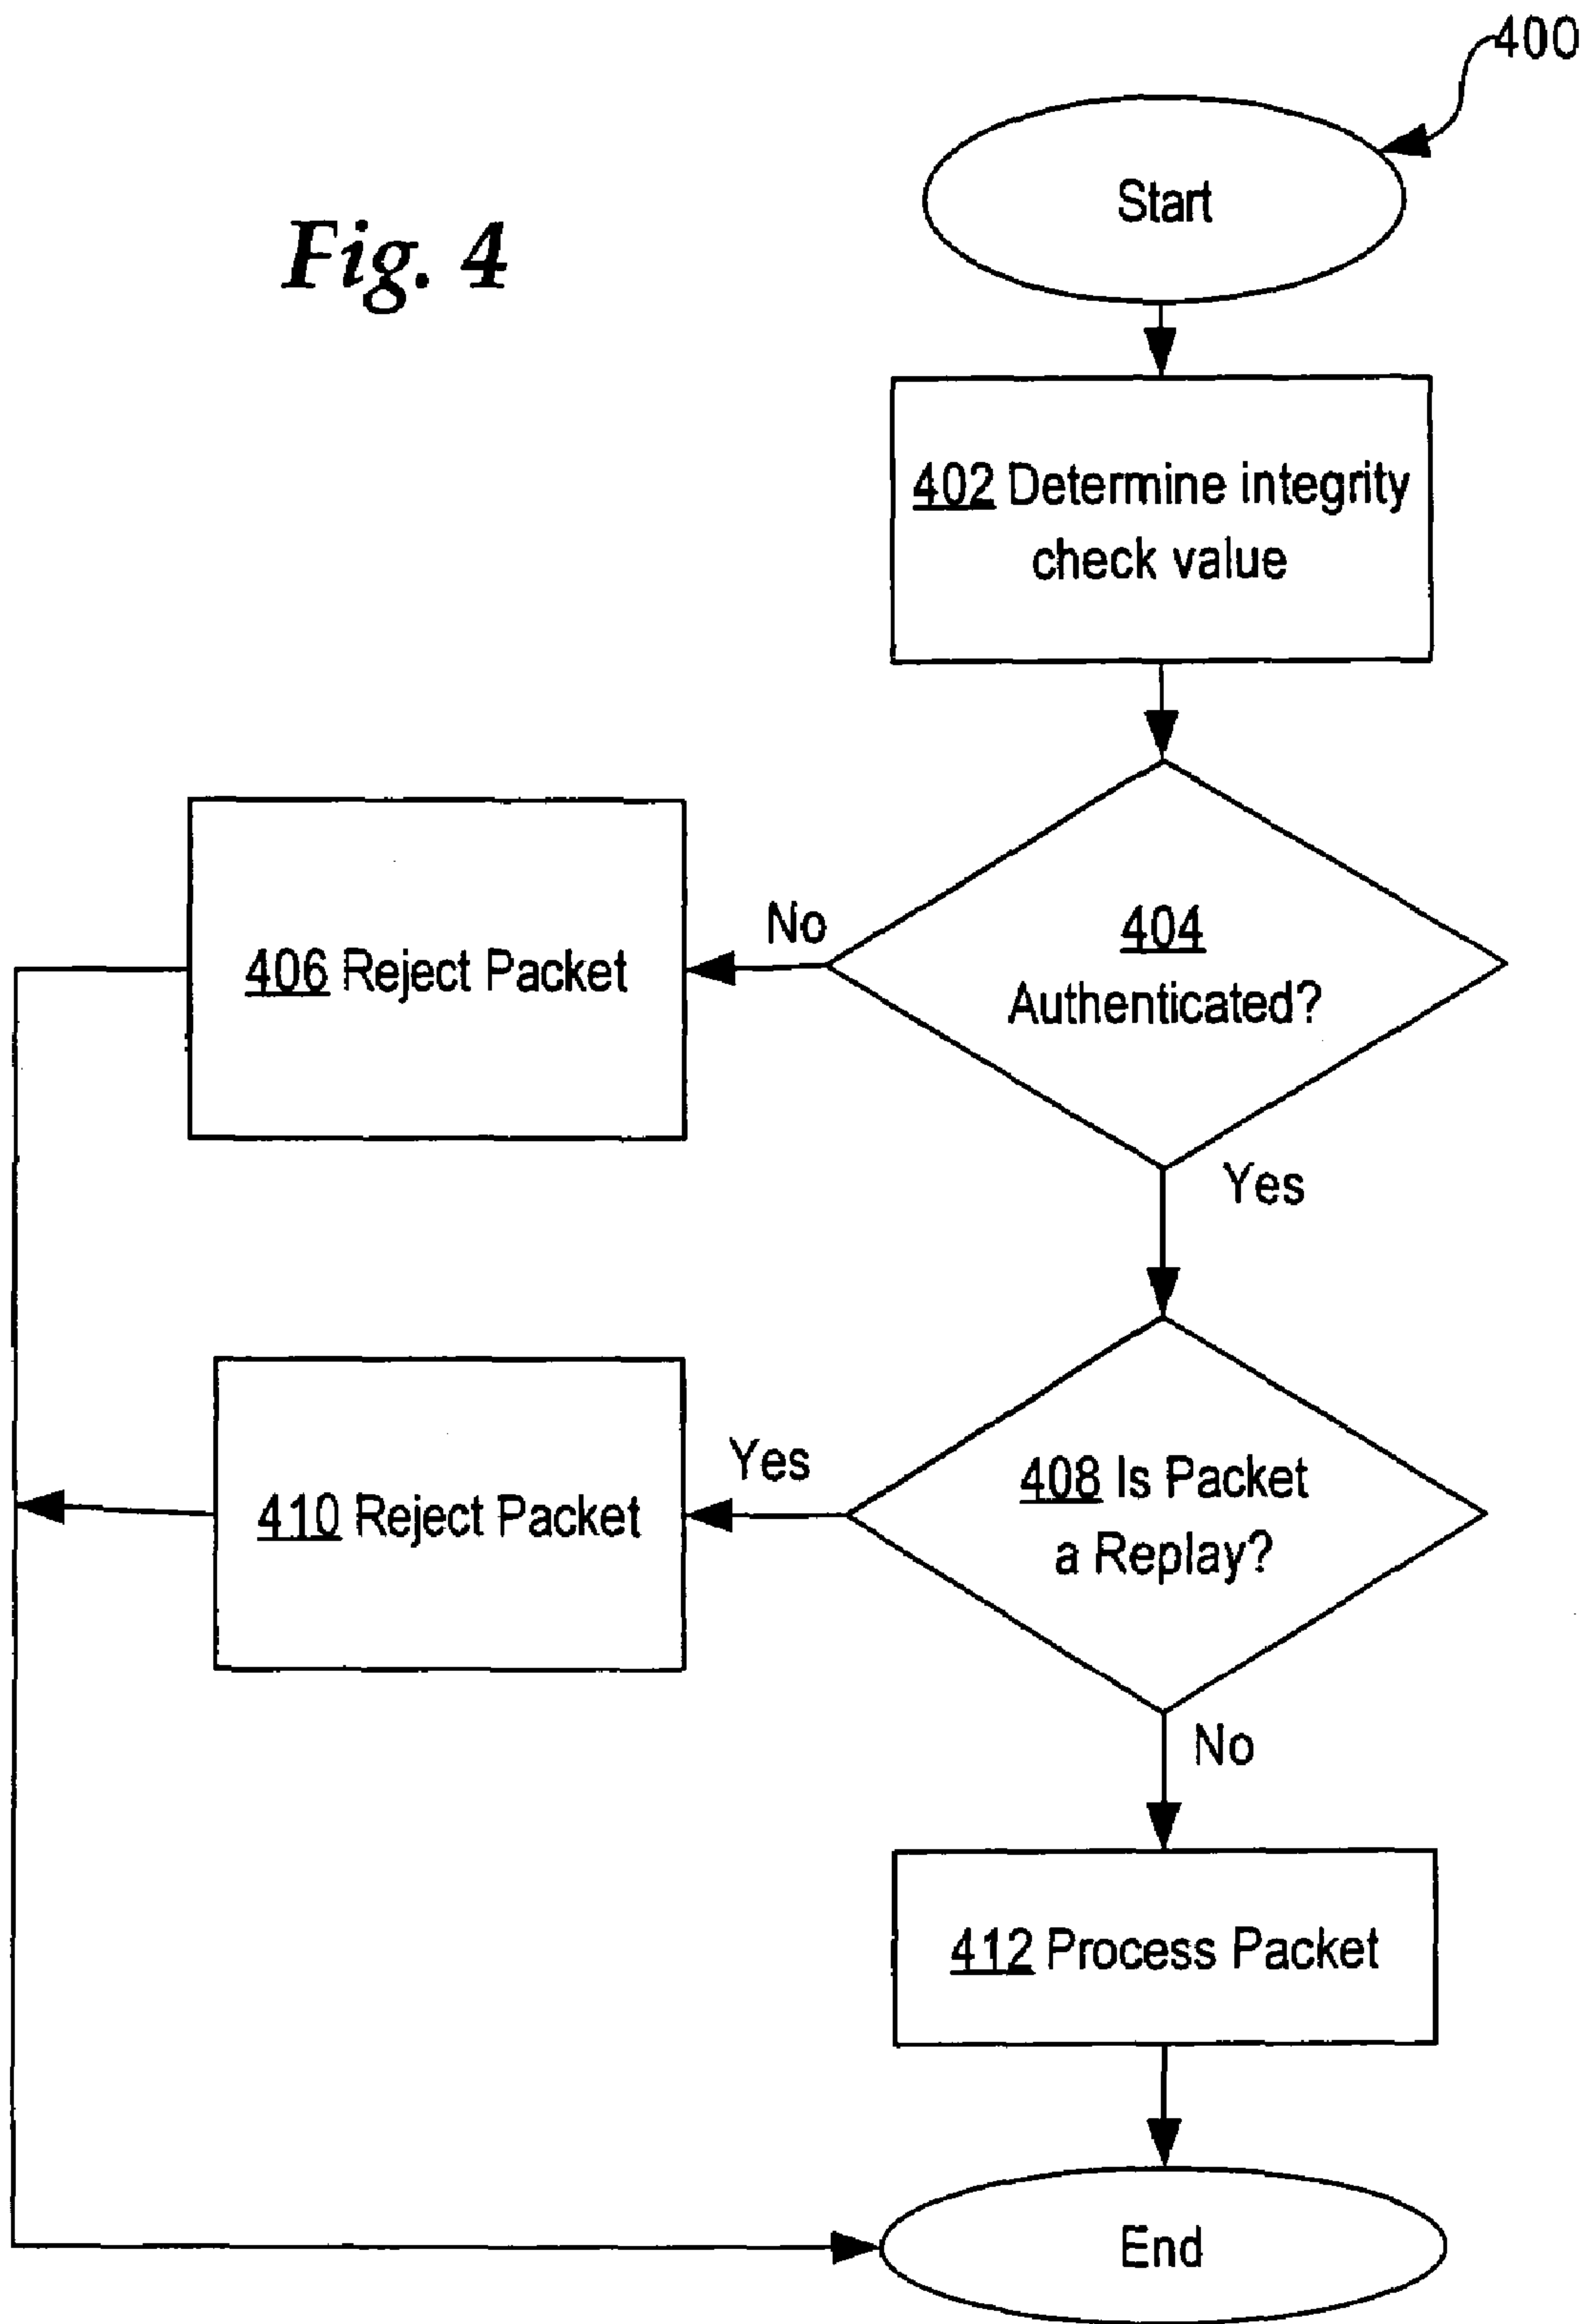 400
Start
Fig. 4
402 Determine integrity
check value
No
404
Authenticated?
406 Reject Packet
Yes
Yes
408 Is Packet
a Replay?
410 Reject Packet
No
412 Process Packet
End